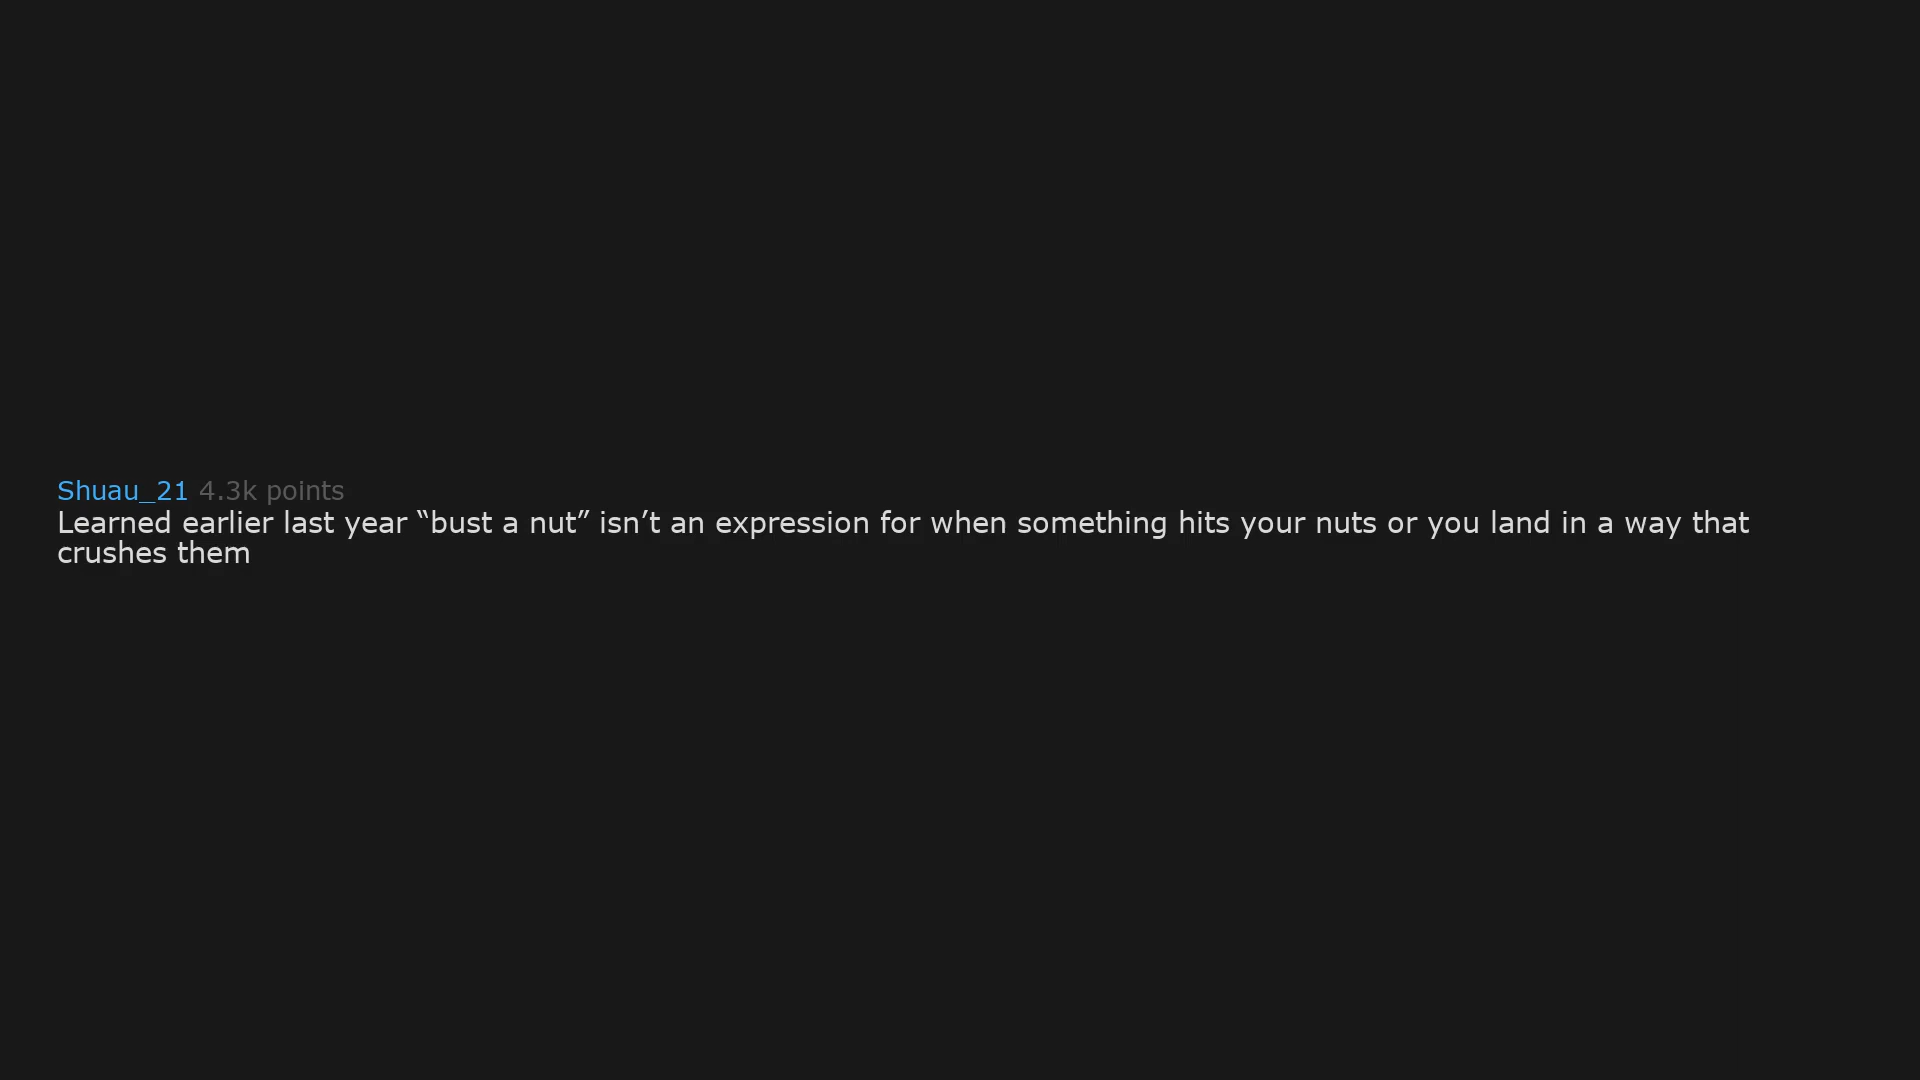 Shuau_21 4.3k points
Learned earlier last year “bust a nut” isn’t an expression for when something hits your nuts or you land in a way that
crushes them